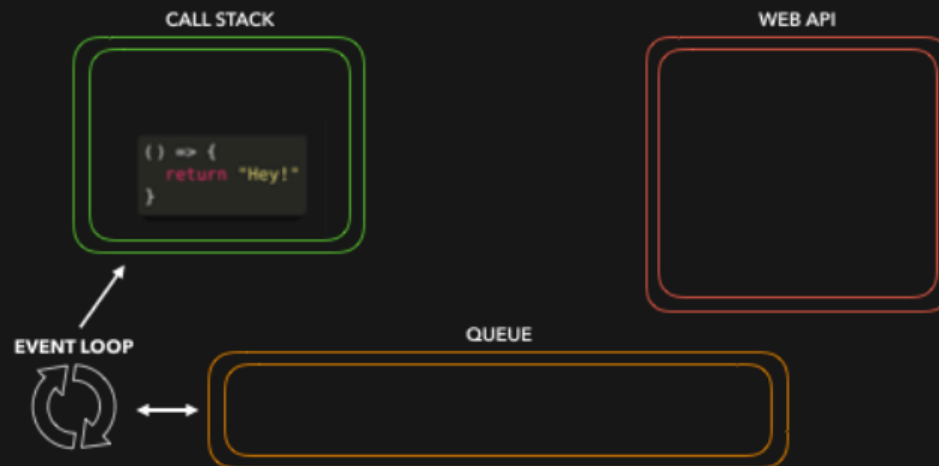 CALL STACK
WEB API
() => {
return "Hey!"
}
EVENT LOOP
QUEUE